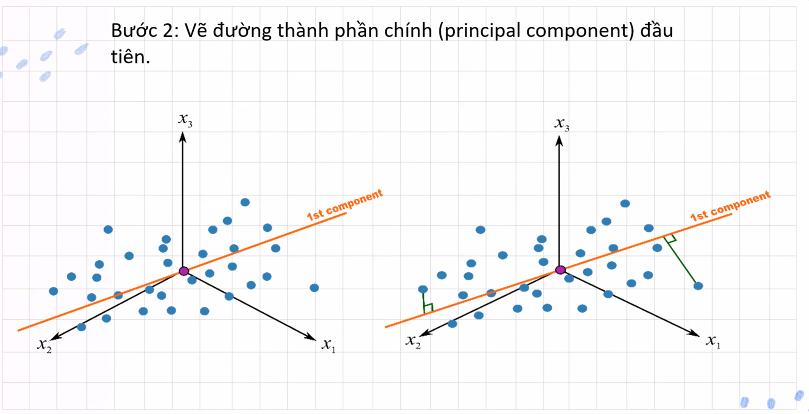 Bước 2: Vẽ đường thành phần chính (principal component) đầu
tiên.
x₃
1st component
x₂
x₁
x₃
1st component
x₂
x₁